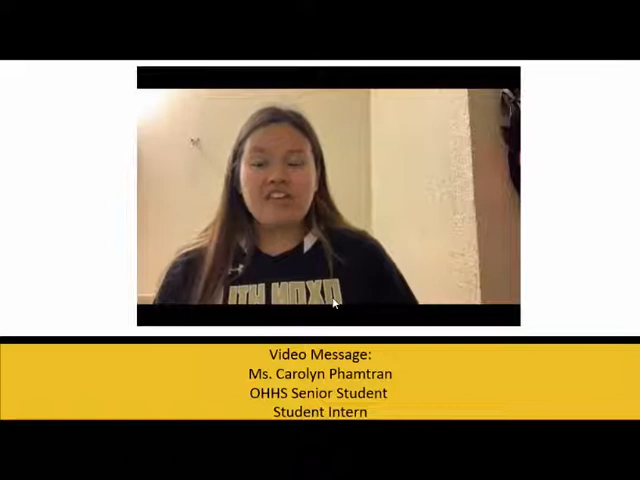 Video Message:
Ms. Carolyn Phamtran
OHHS Senior Student
Student Intern